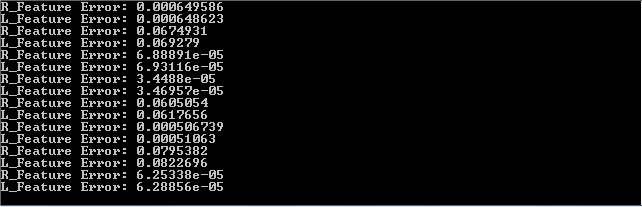 R_Feature Error: 0.000649586
L_Feature Error: 0.000648623
R_Feature Error: 0.0674931
L_Feature Error: 0.069279
R_Feature Error: 6.88891e-05
L_Feature Error: 6.93116e-05
R_Feature Error: 3.4488e-05
L_Feature Error: 3.46957e-05
R_Feature Error: 0.0605054
L_Feature Error: 0.0617656
R_Feature Error: 0.000506739
L_Feature Error: 0.00051063
R_Feature Error: 0.0795382
L_Feature Error: 0.0822696
R_Feature Error: 6.25338e-05
L_Feature Error: 6.28856e-05